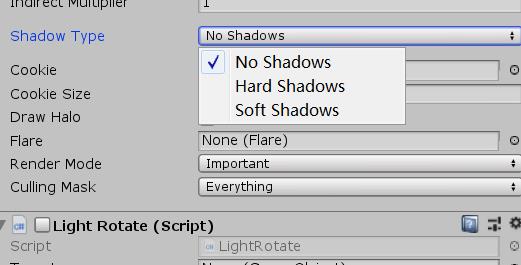 Indirect Multiplier 1
Shadow Type No Shadows
No Shadows
Cookie
Hard Shadows
Cookie Size
Soft Shadows
Draw Halo
Flare None (Flare)
Render Mode Important
Culling Mask Everything
Light Rotate (Script)
Script LightRotate